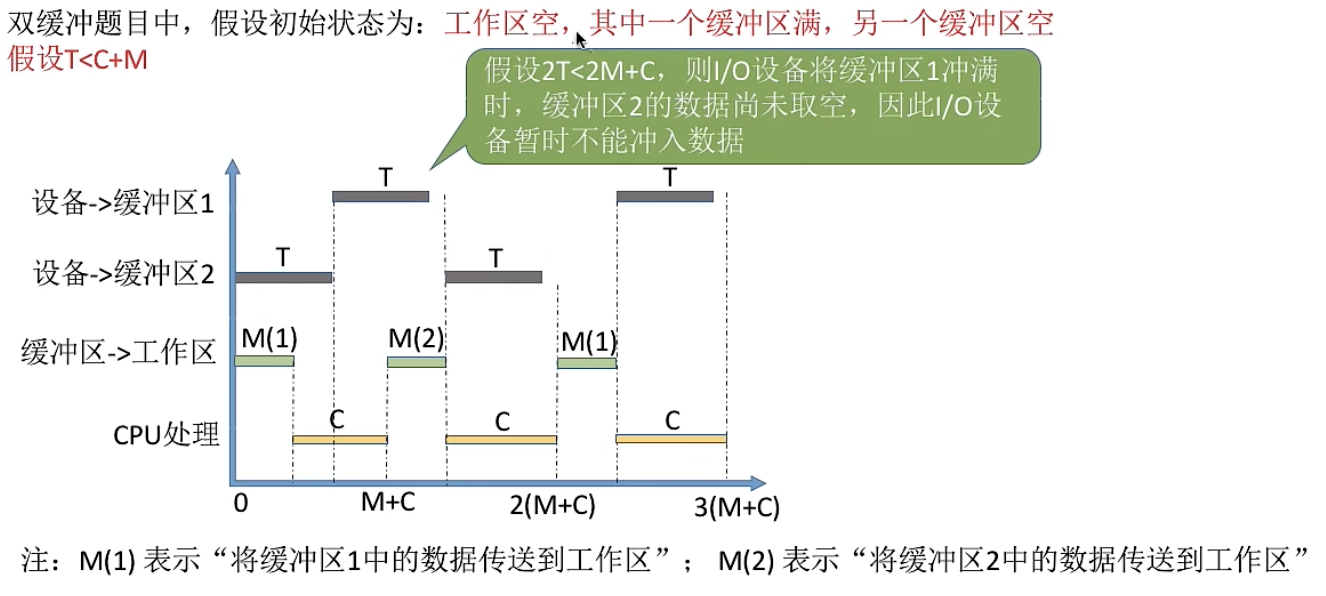 双缓冲题目中，假设初始状态为：工作区空，其中一个缓冲区满，另一个缓冲区空
假设T<C+M
假设2T<2M+C，则I/O设备将缓冲区1冲满
时，缓冲区2的数据尚未取空，因此I/O设
备暂时不能冲入数据
T
T
设备->缓冲区1
T
T
设备->缓冲区2
M(1)
M(2)
M(1)
缓冲区->工作区
C
C
C
CPU处理
0
M+C
2(M+C)
3(M+C)
注：M(1) 表示“将缓冲区1中的数据传送到工作区”； M(2) 表示“将缓冲区2中的数据传送到工作区”